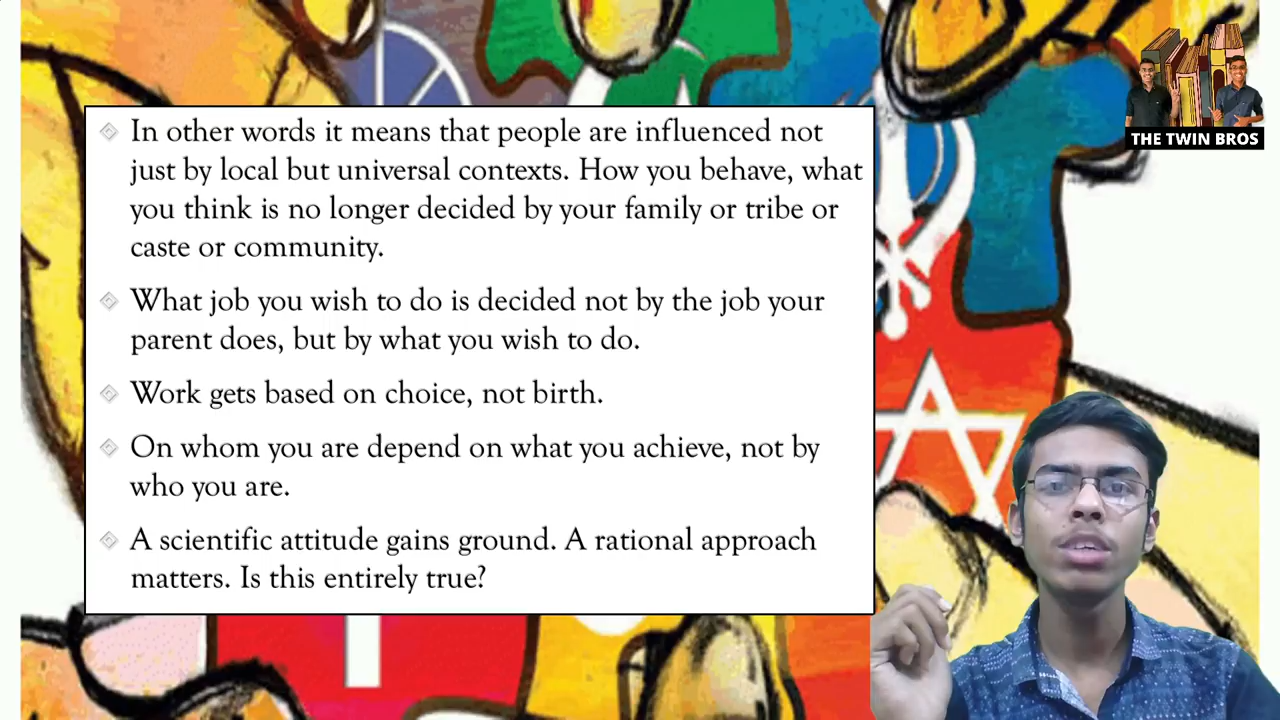 In other words it means that people are influenced not
just by local but universal contexts. How you behave, what
you think is no longer decided by your family or tribe or
caste or community.
What job you wish to do is decided not by the job your
parent does, but by what you wish to do.
Work gets based on choice, not birth.
On whom you are depend on what you achieve, not by
who you are.
A scientific attitude gains ground. A rational approach
matters. Is this entirely true?
THE TWIN BROS